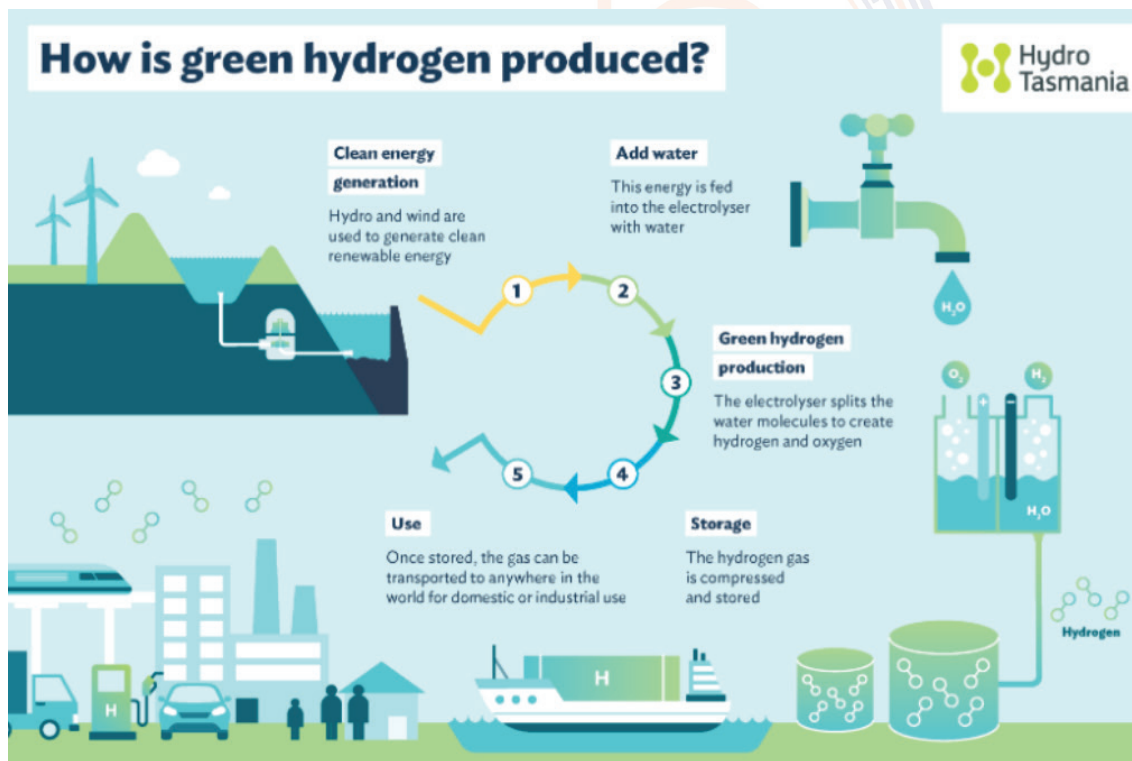 How is green hydrogen produced?
Hydro
Tasmania
Clean energy
generation
Hydro and wind are
used to generate clean
renewable energy
Add water
This energy is fed
into the electrolyser
with water
H₂O
1
2
3
4
5
Green hydrogen
production
The electrolyser splits the
water molecules to create
hydrogen and oxygen
O₂
H₂
+
–
H₂O
Use
Once stored, the gas can be
transported to anywhere in the
world for domestic or industrial use
Storage
The hydrogen gas
is compressed
and stored
Hydrogen
H
H